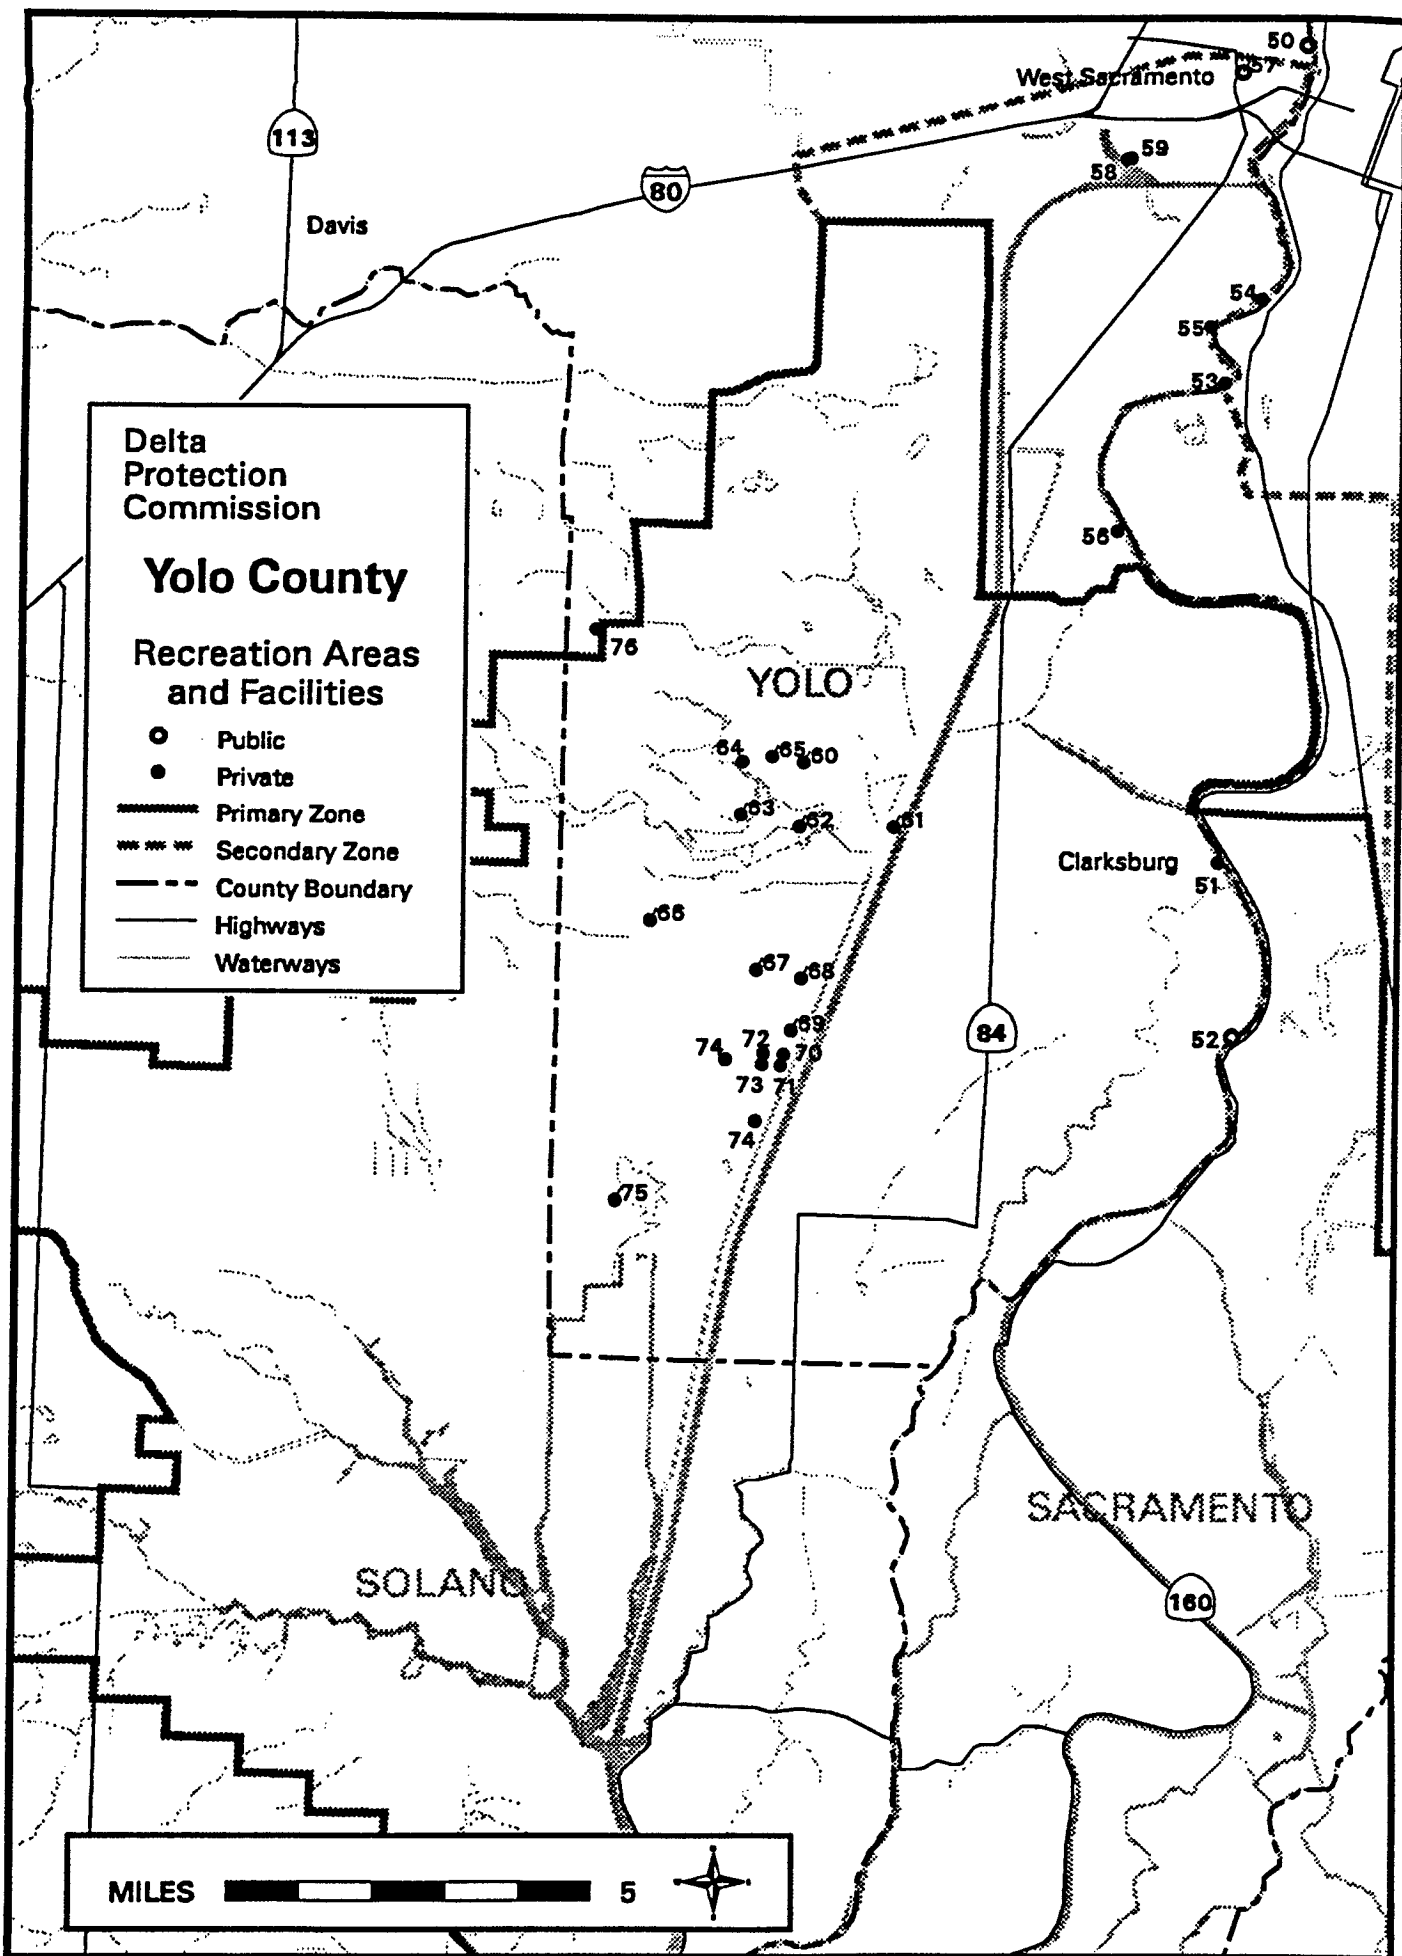 50
57
West Sacramento
113
59
58
80
Davis
54
55
53
Delta
Protection
Commission
Yolo County
Recreation Areas
and Facilities
Public
Private
Primary Zone
Secondary Zone
County Boundary
Highways
Waterways
56
76
YOLO
64
65
60
63
62
61
Clarksburg
51
66
67
68
69
84
52
74
72
70
73
71
74
75
SACRAMENTO
SOLANO
160
MILES
5